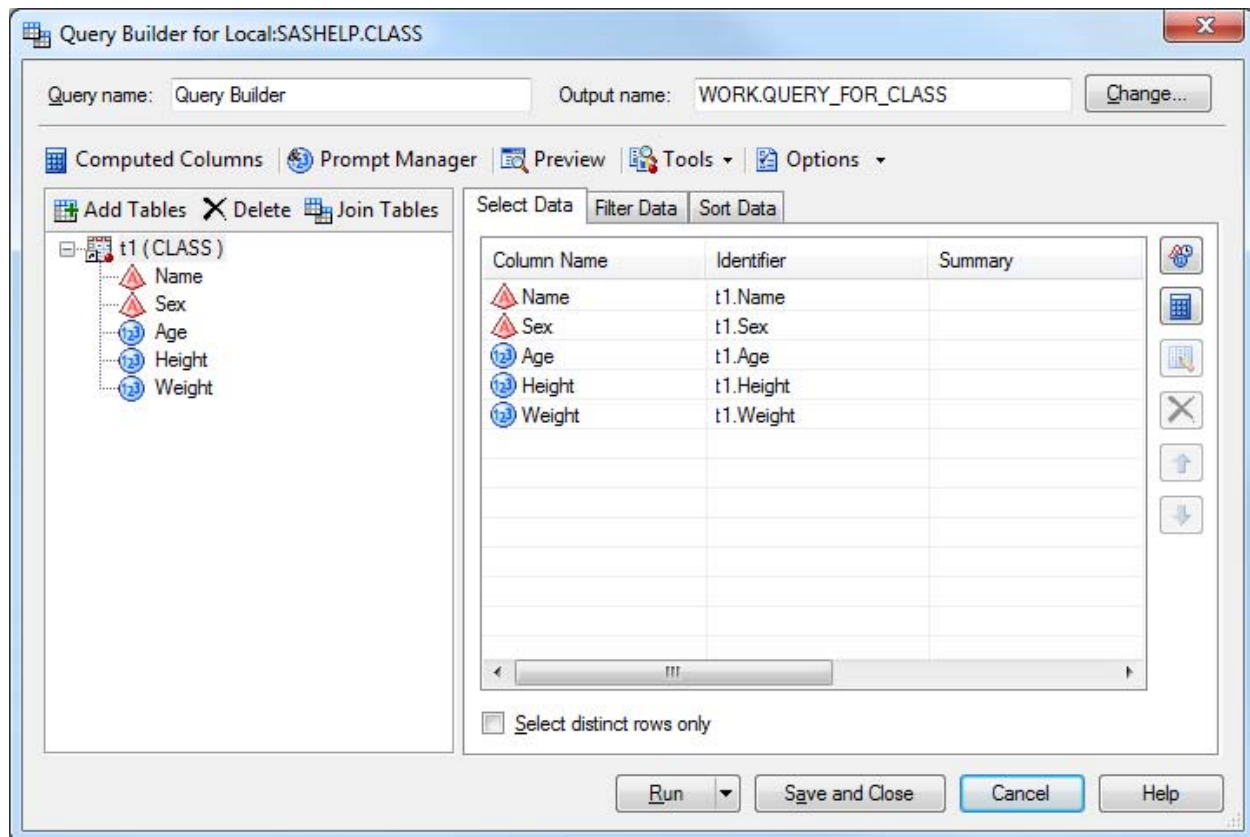 Query Builder for Local:SASHELP.CLASS
Query name: Query Builder Output name: WORK.QUERY_FOR_CLASS Change...
Computed Columns Prompt Manager Preview Tools Options
Add Tables Delete Join Tables
t1 (CLASS)
Name
Sex
Age
Height
Weight
Select Data Filter Data Sort Data
Column Name Identifier Summary
Name t1.Name
Sex t1.Sex
Age t1.Age
Height t1.Height
Weight t1.Weight
Select distinct rows only
Run Save and Close Cancel Help